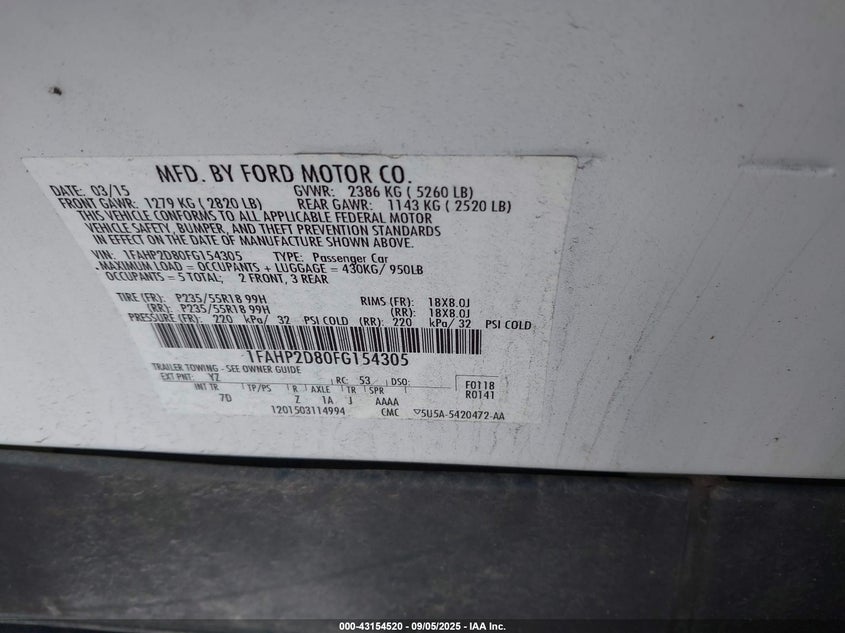 MFD. BY FORD MOTOR CO.
DATE: 03/15 GVWR: 2386 KG ( 5260 LB)
FRONT GAWR: 1279 KG ( 2820 LB) REAR GAWR: 1143 KG ( 2520 LB)
THIS VEHICLE CONFORMS TO ALL APPLICABLE FEDERAL MOTOR
VEHICLE SAFETY, BUMPER, AND THEFT PREVENTION STANDARDS
IN EFFECT ON THE DATE OF MANUFACTURE SHOWN ABOVE.
VIN: 1FAHP2D80FG154305 TYPE: Passenger Car
MAXIMUM LOAD = OCCUPANTS + LUGGAGE = 430KG/ 950LB
OCCUPANTS = 5 TOTAL; 2 FRONT, 3 REAR
TIRE (FR): P235/55R18 99H RIMS (FR): 18X8.0J
(RR): P235/55R18 99H (RR): 18X8.0J
PRESSURE (FR): 220 kPa/ 32 PSI COLD (RR): 220 kPa/ 32 PSI COLD
1FAHP2D80FG154305
TRAILER TOWING - SEE OWNER GUIDE
EXT PNT: YZ RC: 53 DSO: F0118
INT TR TP/PS R AXLE TR SPR R0141
7D Z 1A J AAAA
1201503114994 CMC ▽5U5A-5420472-AA
000-43154520 - 09/05/2025 - IAA Inc.